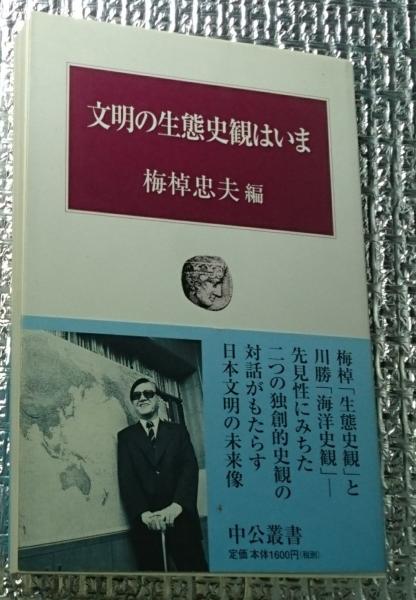 文明の生態史観はいま
梅棹忠夫 編
梅棹「生態史観」と
川勝「海洋史観」―
先見性にみちた
二つの独創的史観の
対話がもたらす
日本文明の未来像
中公叢書
定価 本体1600円(税別)